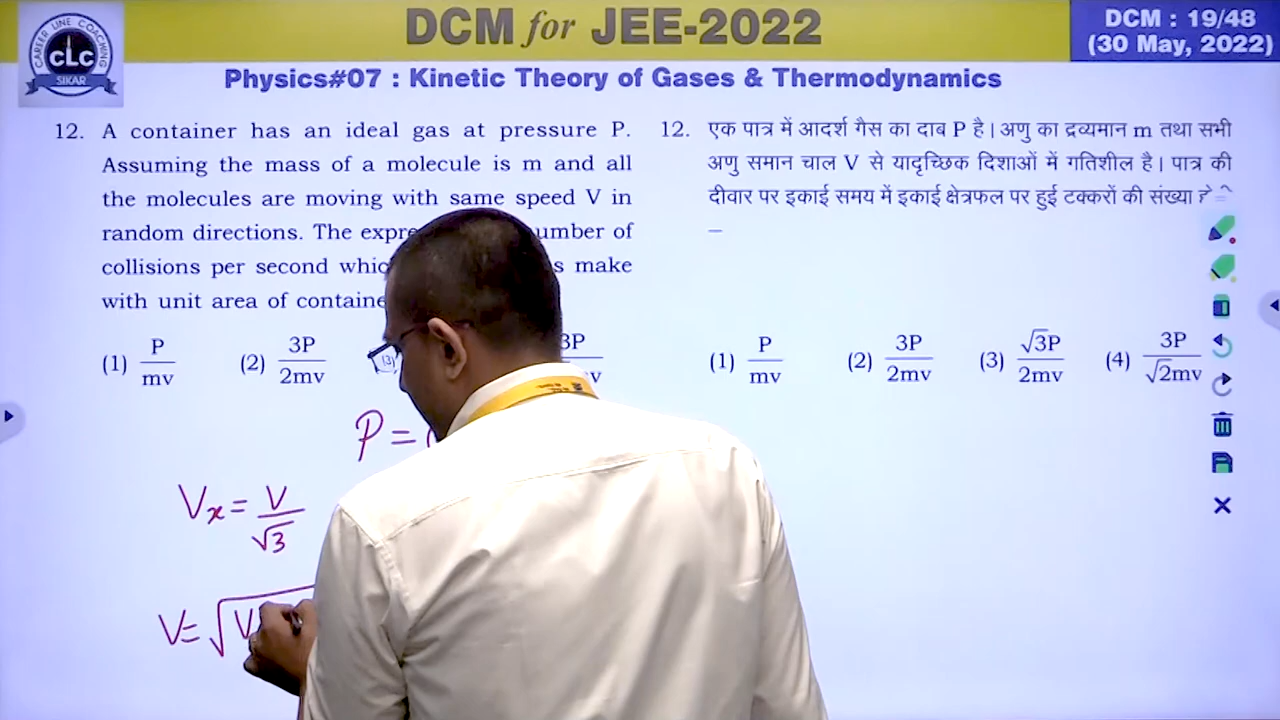 DCM for JEE-2022
DCM : 19/48
(30 May, 2022)
CAREER LINE COACHING
CLC
SIKAR
Physics#07 : Kinetic Theory of Gases & Thermodynamics
12. A container has an ideal gas at pressure P.
Assuming the mass of a molecule is m and all
the molecules are moving with same speed V in
random directions. The
collisions per second make
with unit area of
(1) P/mv (2) 3P/2mv (3) 3P
12. एक पात्र में आदर्श गैस का दाब P है। अणु का द्रव्यमान m तथा सभी
अणु समान चाल V से यादृच्छिक दिशाओं में गतिशील है। पात्र की
दीवार पर इकाई समय में इकाई क्षेत्रफल पर हुई टक्करों की संख्या
–
(1) P/mv (2) 3P/2mv (3) √3P/2mv (4) 3P/√2mv
P =
Vx = V/√3
V = √V